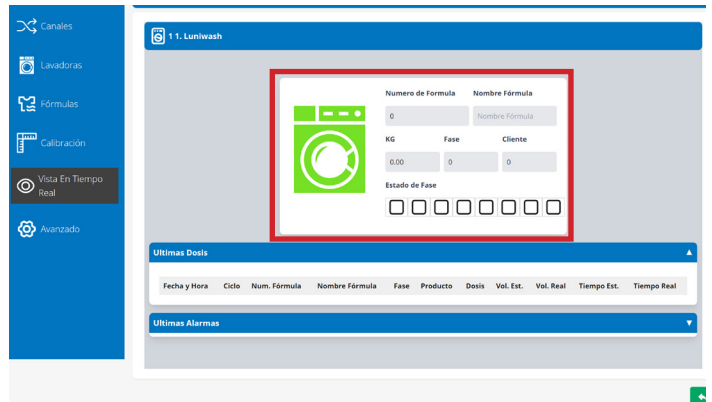 Canales
Lavadoras
Fórmulas
Calibración
Vista En Tiempo
Real
Avanzado
1 1. Luniwash
Numero de Formula Nombre Fórmula
0 Nombre Fórmula
KG Fase Cliente
0.00 0 0
Estado de Fase
Ultimas Dosis
Fecha y Hora Ciclo Num. Fórmula Nombre Fórmula Fase Producto Dosis Vol. Est. Vol. Real Tiempo Est. Tiempo Real
Ultimas Alarmas